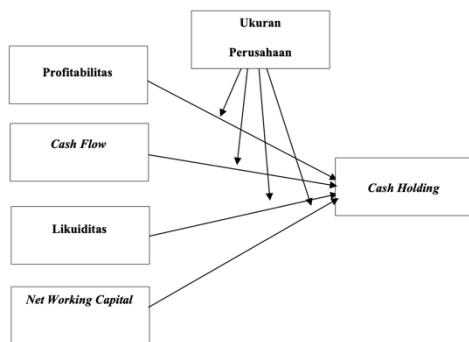 Ukuran
Perusahaan
Profitabilitas
Cash Flow
Cash Holding
Likuiditas
Net Working Capital